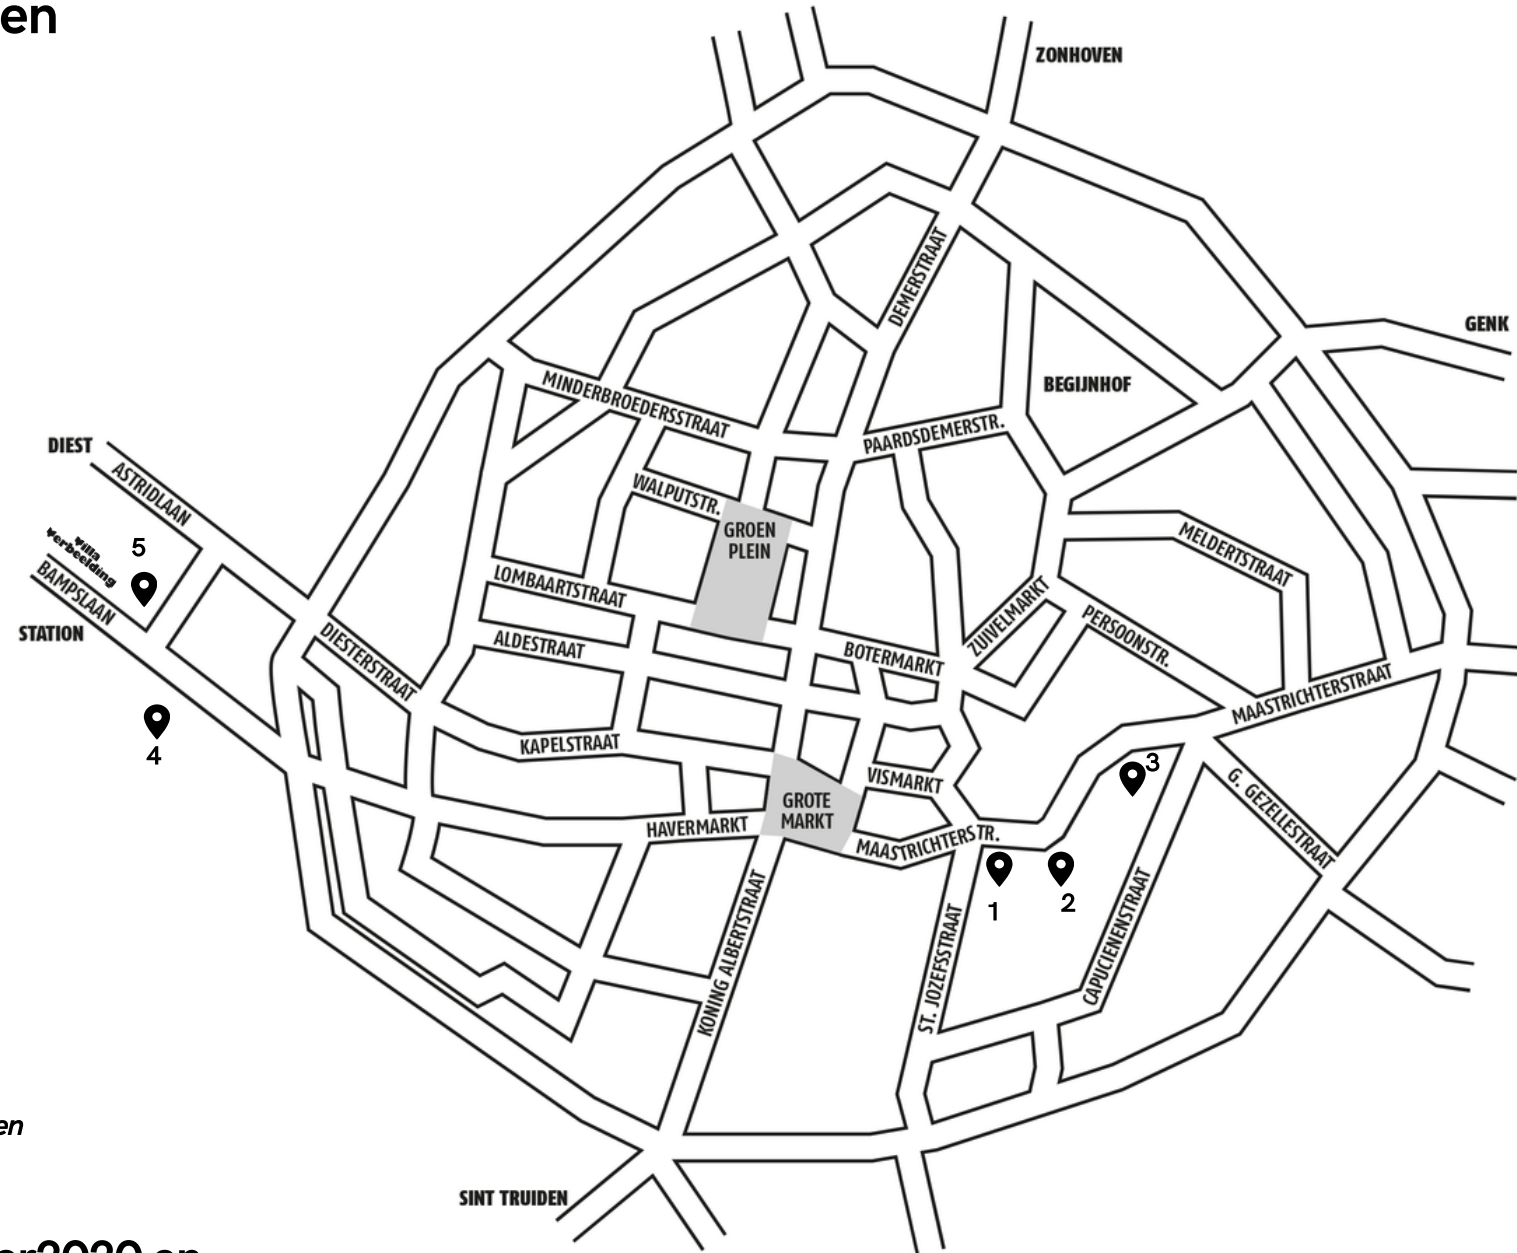 en
ZONHOVEN
GENK
DEMERSTRAAT
BEGIJNHOF
MINDERBROEDERSSTRAAT
PAARDSDEMERSTR.
DIEST
ASTRIDLAAN
WALPUTSTR.
GROEN
PLEIN
MELDERTSTRAAT
villa
verbeelding
5
BAMPSLAAN
STATION
LOMBAARTSTRAAT
ZUIVELMARKT
PERSOONSTR.
DIESTERSTRAAT
ALDESTRAAT
BOTERMARKT
MAASTRICHTERSTRAAT
4
KAPELSTRAAT
VISMARKT
3
G. GEZELLESTRAAT
GROTE
MARKT
HAVERMARKT
MAASTRICHTERSTR.
1
2
KONING ALBERTSTRAAT
ST. JOZEFSSTRAAT
CAPUCIENENSTRAAT
en
SINT TRUIDEN
er2020 en